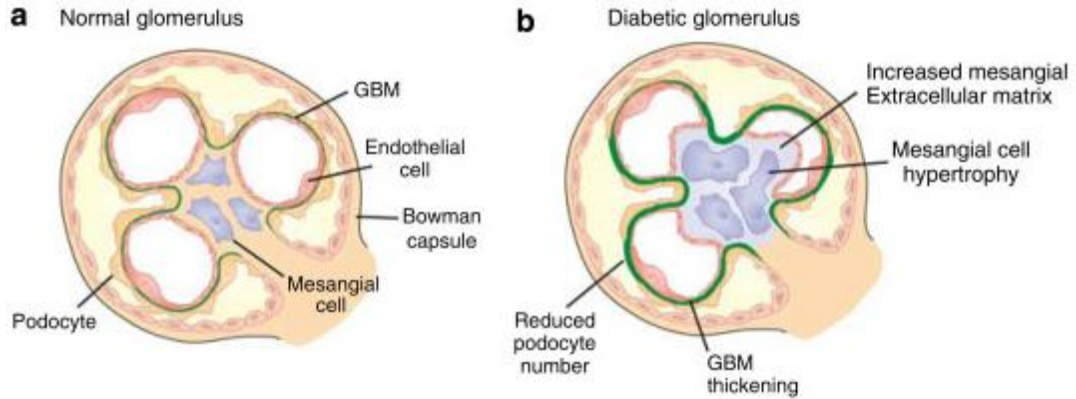 a Normal glomerulus
GBM
Endothelial
cell
Bowman
capsule
Mesangial
cell
Podocyte
b Diabetic glomerulus
Increased mesangial
Extracellular matrix
Mesangial cell
hypertrophy
Reduced
podocyte
number
GBM
thickening